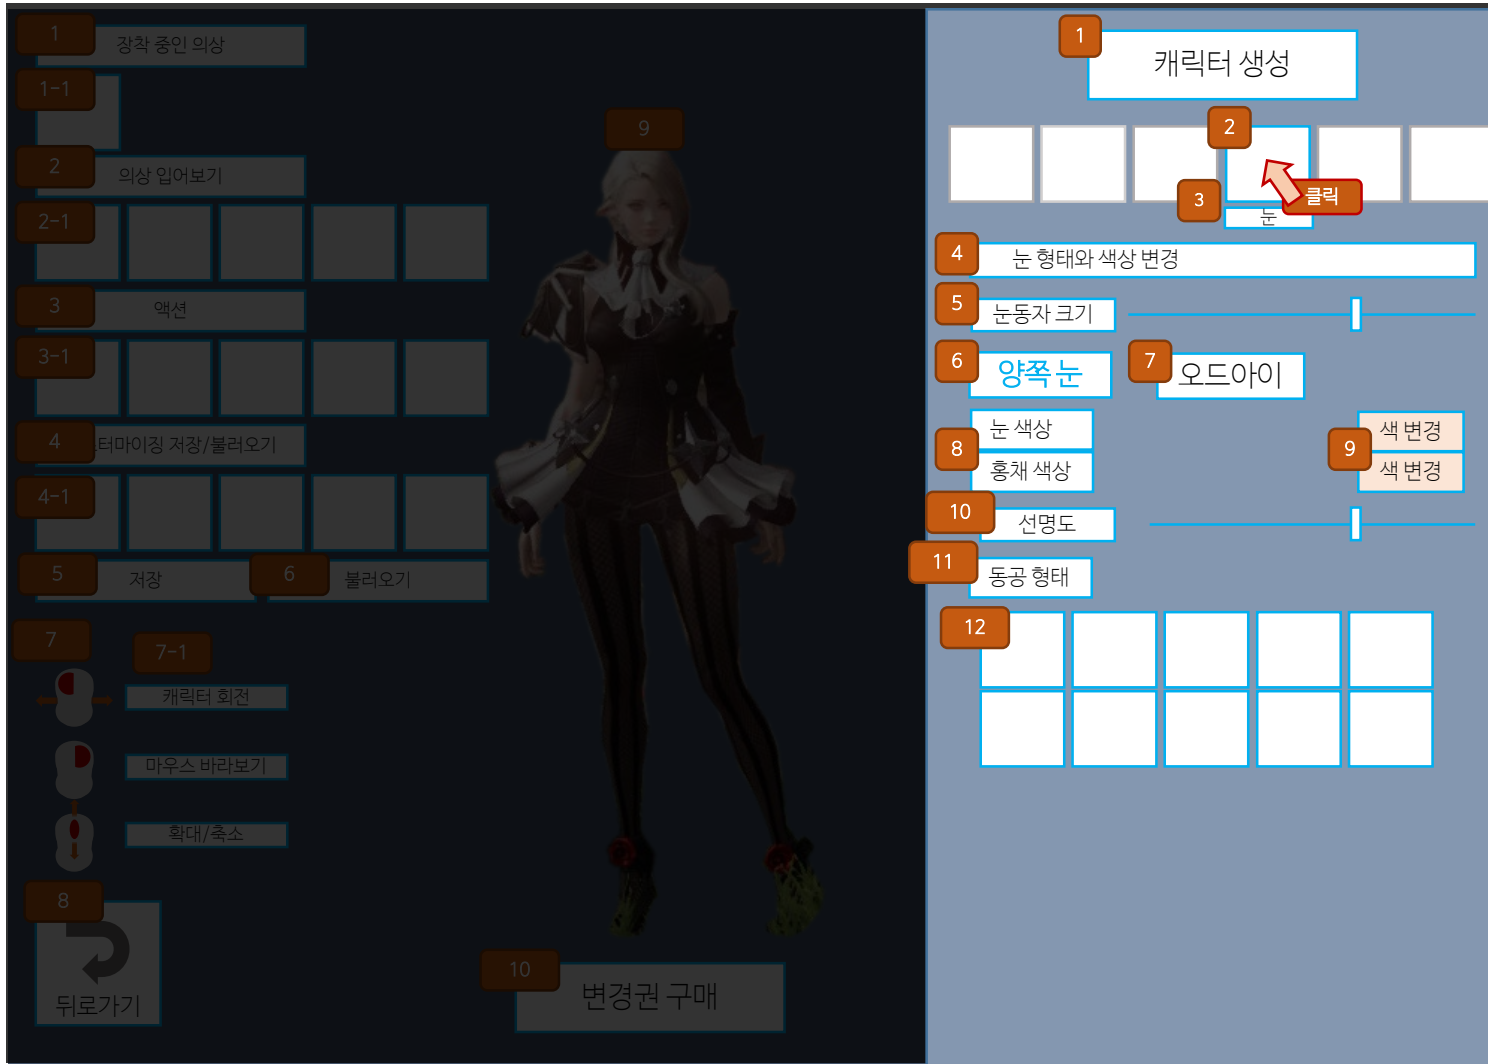 1
장착 중인 의상
1-1
2
의상 입어보기
2-1
3
액션
3-1
4
터마이징 저장/불러오기
4-1
5
저장
6
불러오기
7
7-1
캐릭터 회전
마우스 바라보기
확대/축소
8
뒤로가기
9
10
변경권 구매
1
캐릭터 생성
2
클릭
3
눈
4
눈 형태와 색상 변경
5
눈동자 크기
6
양쪽 눈
7
오드아이
8
눈 색상
홍채 색상
9
색 변경
색 변경
10
선명도
11
동공 형태
12